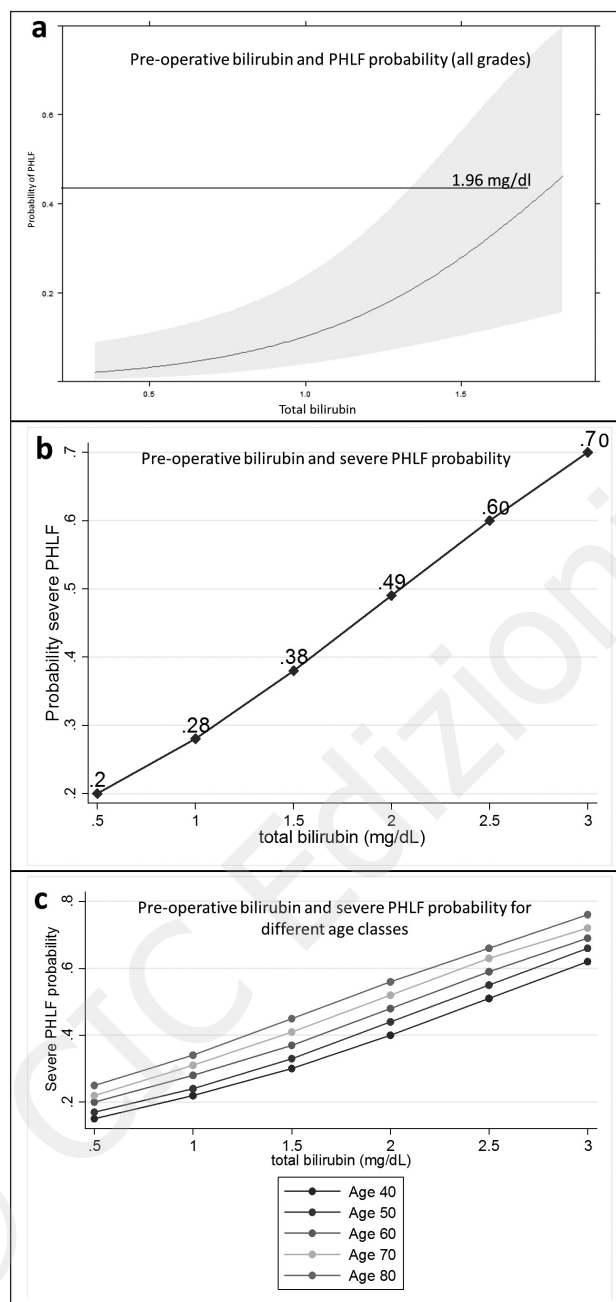 a
Pre-operative bilirubin and PHLF probability (all grades)
0.6
0.4
0.2
Probability of PHLF
1.96 mg/dl
0.5 1.0 1.5
Total bilirubin
b
Pre-operative bilirubin and severe PHLF probability
.7
.6
.5
.4
.3
.2
Probability severe PHLF
.2
.28
.38
.49
.60
.70
.5 1 1.5 2 2.5 3
total bilirubin (mg/dL)
c
Pre-operative bilirubin and severe PHLF probability for
different age classes
.8
.6
.4
.2
Severe PHLF probability
.5 1 1.5 2 2.5 3
total bilirubin (mg/dL)
Age 40
Age 50
Age 60
Age 70
Age 80
© CIC Edizioni